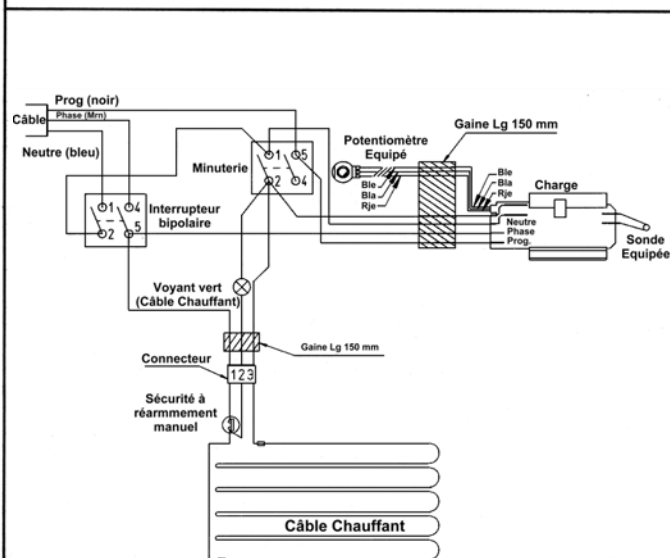 Prog (noir)
Câble
Phase (Mrn)
Neutre (bleu)
1
5
2
4
Minuterie
Potentiomètre
Equipé
Ble
Bla
Rje
Gaine Lg 150 mm
Ble
Bla
Rje
Charge
Neutre
Phase
Prog.
Sonde
Equipée
1
4
2
5
Interrupteur
bipolaire
Voyant vert
(Câble Chauffant)
Gaine Lg 150 mm
Connecteur
123
Sécurité à
réarmmement
manuel
Câble Chauffant